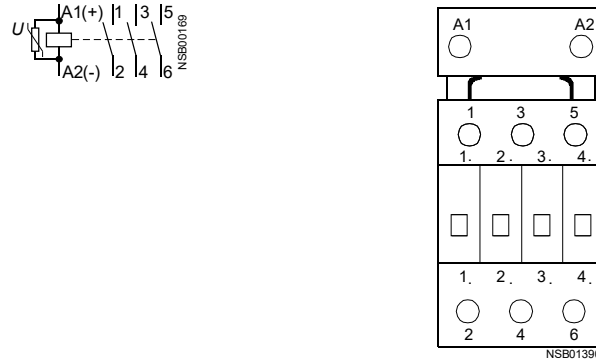 A1(+) 1 3 5
U
A2(-) 2 4 6
NSB00169
A1 A2
1 3 5
1. 2. 3. 4.
1. 2. 3. 4.
2 4 6